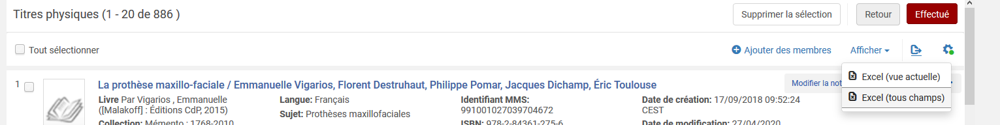 Titres physiques (1 - 20 de 886 )
Supprimer la sélection
Retour
Effectué
Tout sélectionner
Ajouter des membres
Afficher
Excel (vue actuelle)
Excel (tous champs)
1
La prothèse maxillo-faciale / Emmanuelle Vigarios, Florent Destruhaut, Philippe Pomar, Jacques Dichamp, Éric Toulouse
Modifier la not
Livre Par Vigarios , Emmanuelle
([Malakoff] : Éditions CdP, 2015)
Collection: Mémento ; 1768-2010
Langue: Français
Sujet: Prothèses maxillofaciales
Identifiant MMS:
991001027039704672
ISBN: 978-2-84361-275-6
Date de création: 17/09/2018 09:52:24
CEST
Date de modification: 27/04/2020